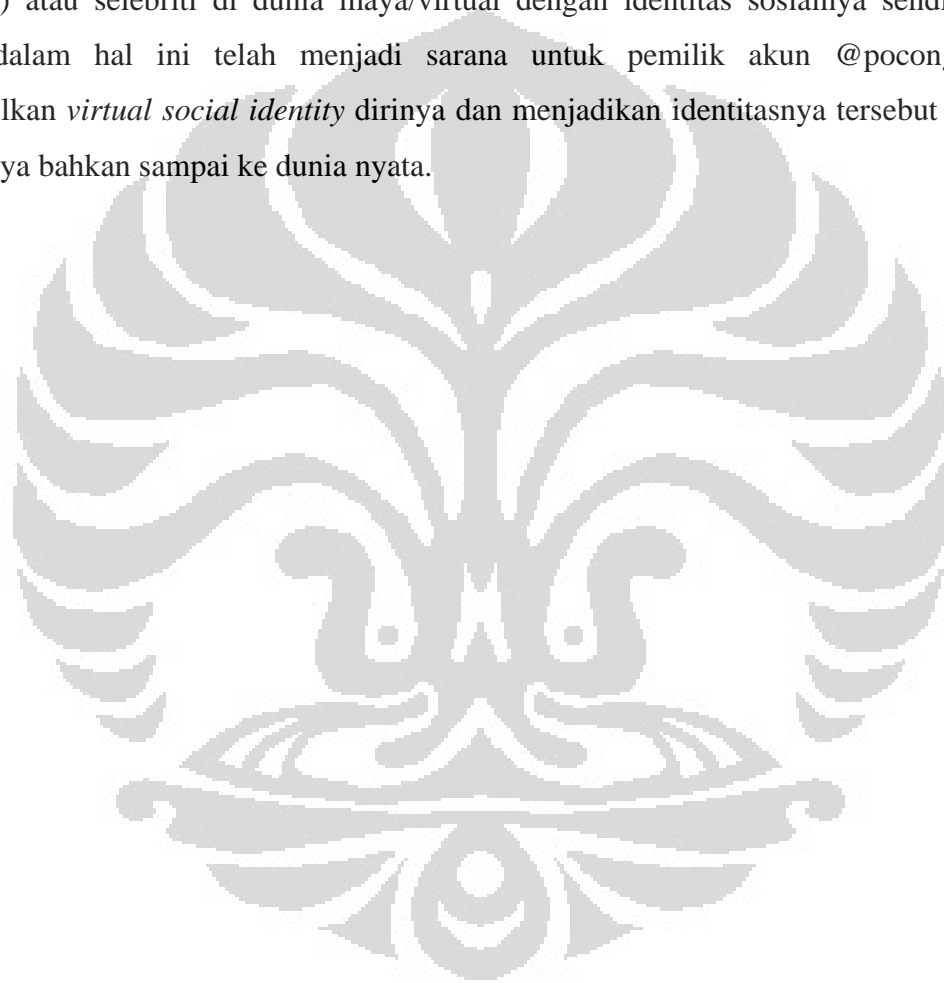 ) atau selebriti di dunia maya/virtual dengan identitas sosialnya sendi
dalam hal ini telah menjadi sarana untuk pemilik akun @pocong
lkan virtual social identity dirinya dan menjadikan identitasnya tersebut
ya bahkan sampai ke dunia nyata.